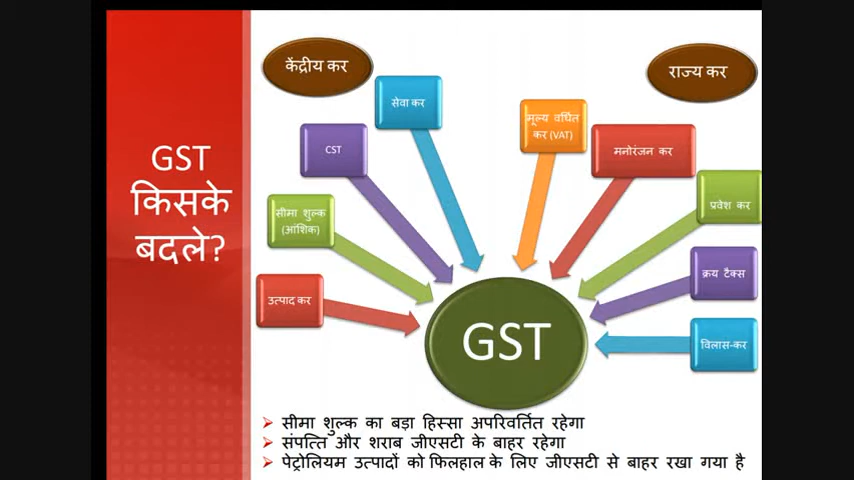 GST
किसके
बदले?
केंद्रीय कर
राज्य कर
सेवा कर
CST
सीमा शुल्क
(आंशिक)
उत्पाद कर
मूल्य वर्धित
कर (VAT)
मनोरंजन कर
प्रवेश कर
क्रय टैक्स
विलास-कर
GST
सीमा शुल्क का बड़ा हिस्सा अपरिवर्तित रहेगा
संपत्ति और शराब जीएसटी के बाहर रहेगा
पेट्रोलियम उत्पादों को फिलहाल के लिए जीएसटी से बाहर रखा गया है